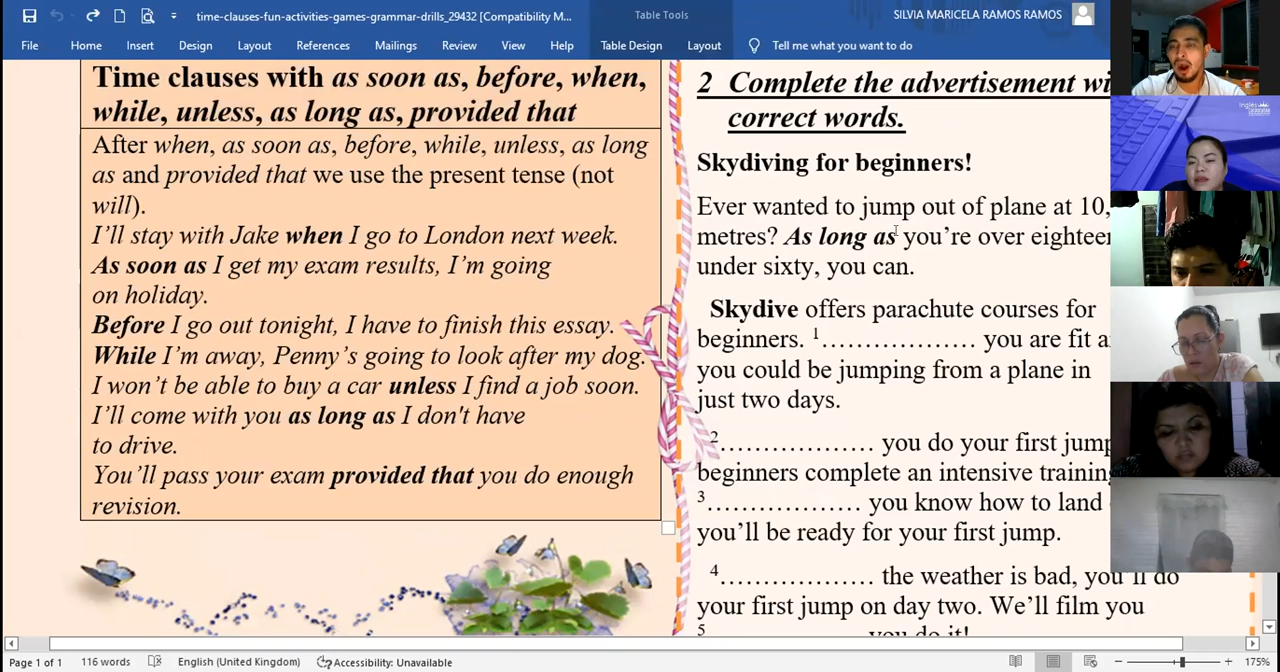 time-clauses-fun-activities-games-grammar-drills_29432 [Compatibility M...
Table Tools
SILVIA MARICELA RAMOS RAMOS
File Home Insert Design Layout References Mailings Review View Help Table Design Layout Tell me what you want to do
Time clauses with as soon as, before, when,
while, unless, as long as, provided that
After when, as soon as, before, while, unless, as long
as and provided that we use the present tense (not
will).
I'll stay with Jake when I go to London next week.
As soon as I get my exam results, I'm going
on holiday.
Before I go out tonight, I have to finish this essay.
While I'm away, Penny's going to look after my dog.
I won't be able to buy a car unless I find a job soon.
I'll come with you as long as I don't have
to drive.
You'll pass your exam provided that you do enough
revision.
2 Complete the advertisement wi
correct words.
Skydiving for beginners!
Ever wanted to jump out of plane at 10,
metres? As long as you're over eighteen
under sixty, you can.
Skydive offers parachute courses for
beginners. 1.................. you are fit a
you could be jumping from a plane in
just two days.
2.................. you do your first jump
beginners complete an intensive training
3.................. you know how to land
you'll be ready for your first jump.
4.................. the weather is bad, you'll do
your first jump on day two. We'll film you
5 you do it!
Inglés
Page 1 of 1 116 words English (United Kingdom) Accessibility: Unavailable 175%